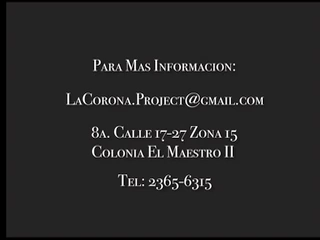 Para Mas Informacion:
LaCorona.Project@gmail.com
8a. Calle 17-27 Zona 15
Colonia El Maestro II
Tel: 2365-6315